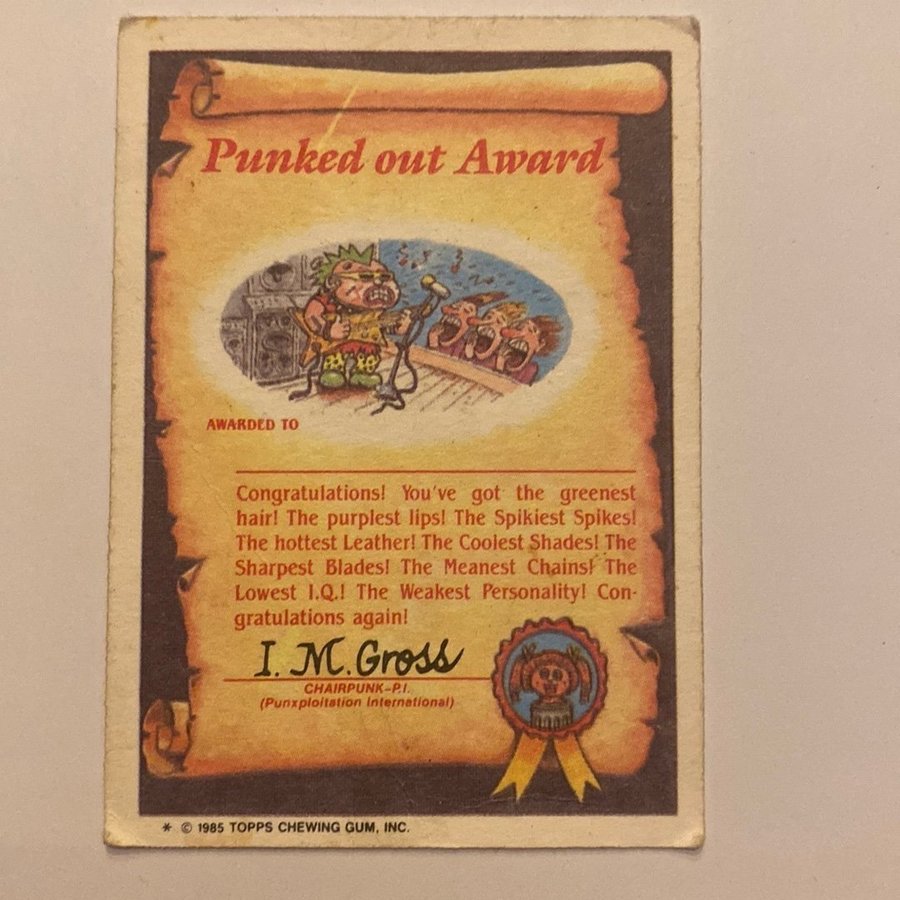 Punked out Award
AWARDED TO
Congratulations! You've got the greenest
hair! The purplest lips! The Spikiest Spikes!
The hottest Leather! The Coolest Shades! The
Sharpest Blades! The Meanest Chains! The
Lowest I.Q.! The Weakest Personality! Con-
gratulations again!
I. M. Gross
CHAIRPUNK-P.I.
(Punxploitation International)
* © 1985 TOPPS CHEWING GUM, INC.